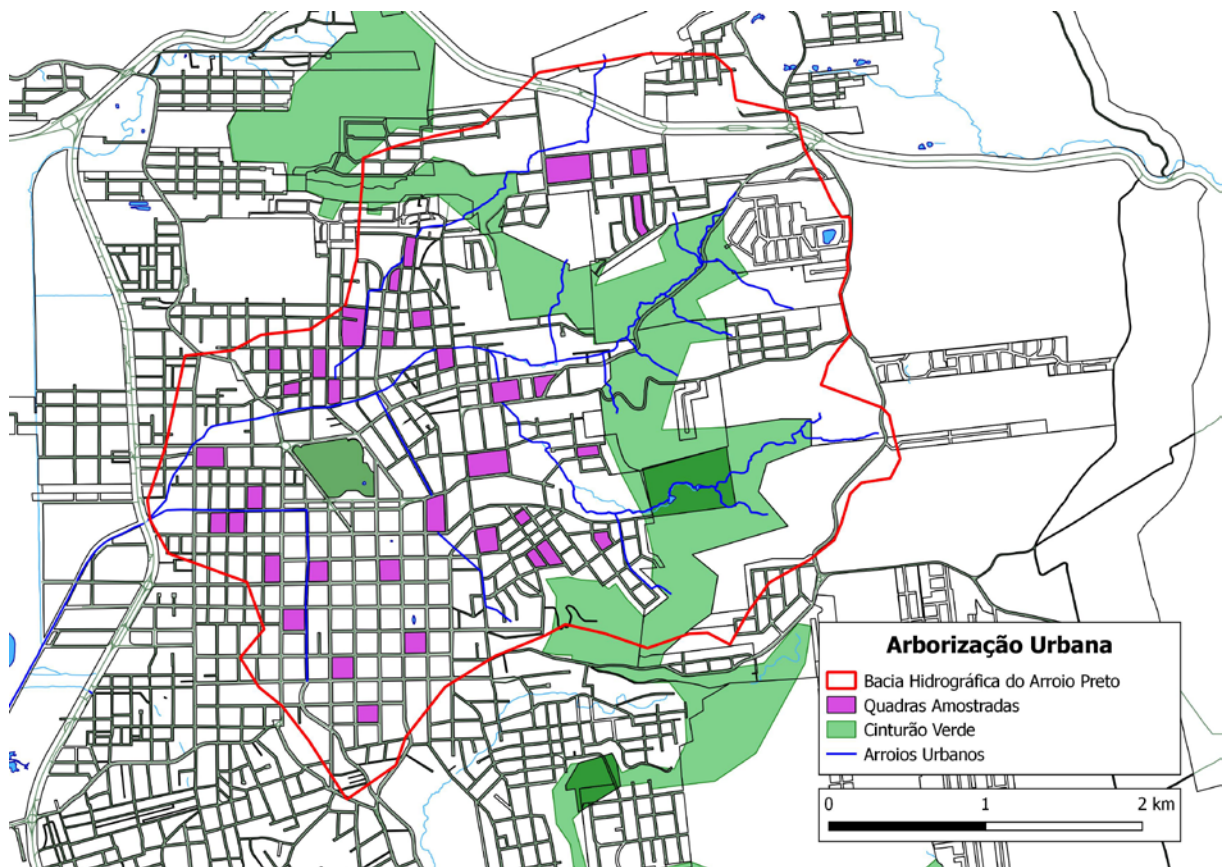 Arborização Urbana
Bacia Hidrográfica do Arroio Preto
Quadras Amostradas
Cinturão Verde
Arroios Urbanos
0 1 2 km